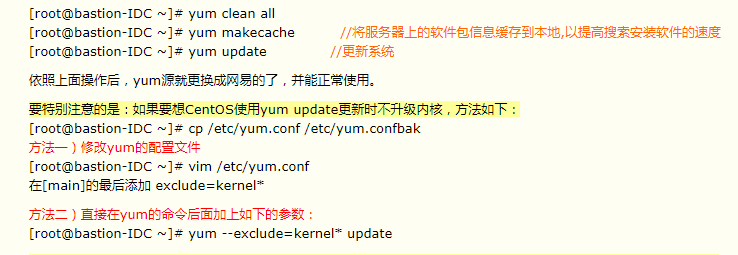 [root@bastion-IDC ~]# yum clean all
[root@bastion-IDC ~]# yum makecache //将服务器上的软件包信息缓存到本地,以提高搜索安装软件的速度
[root@bastion-IDC ~]# yum update //更新系统
依照上面操作后，yum源就更换成网易的了，并能正常使用。
要特别注意的是：如果要想CentOS使用yum update更新时不升级内核，方法如下：
[root@bastion-IDC ~]# cp /etc/yum.conf /etc/yum.confbak
方法一）修改yum的配置文件
[root@bastion-IDC ~]# vim /etc/yum.conf
在[main]的最后添加 exclude=kernel*
方法二）直接在yum的命令后面加上如下的参数：
[root@bastion-IDC ~]# yum --exclude=kernel* update